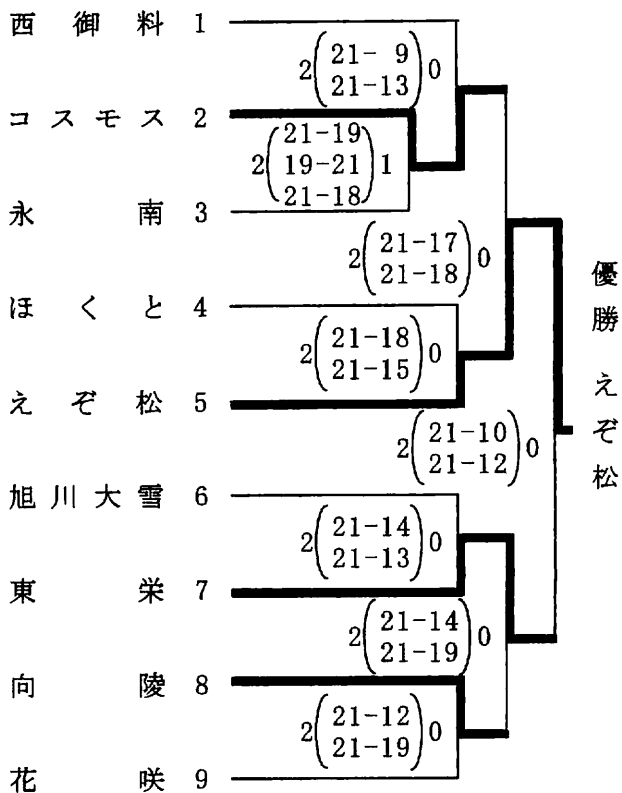 西御料 1
2(21- 9 21-13)0
コスモス 2
2(21-19 19-21 21-18)1
永南 3
2(21-17 21-18)0
ほくと 4
2(21-18 21-15)0
えぞ松 5
2(21-10 21-12)0
旭川大雪 6
2(21-14 21-13)0
東栄 7
2(21-14 21-19)0
向陵 8
2(21-12 21-19)0
花咲 9
優勝 えぞ松